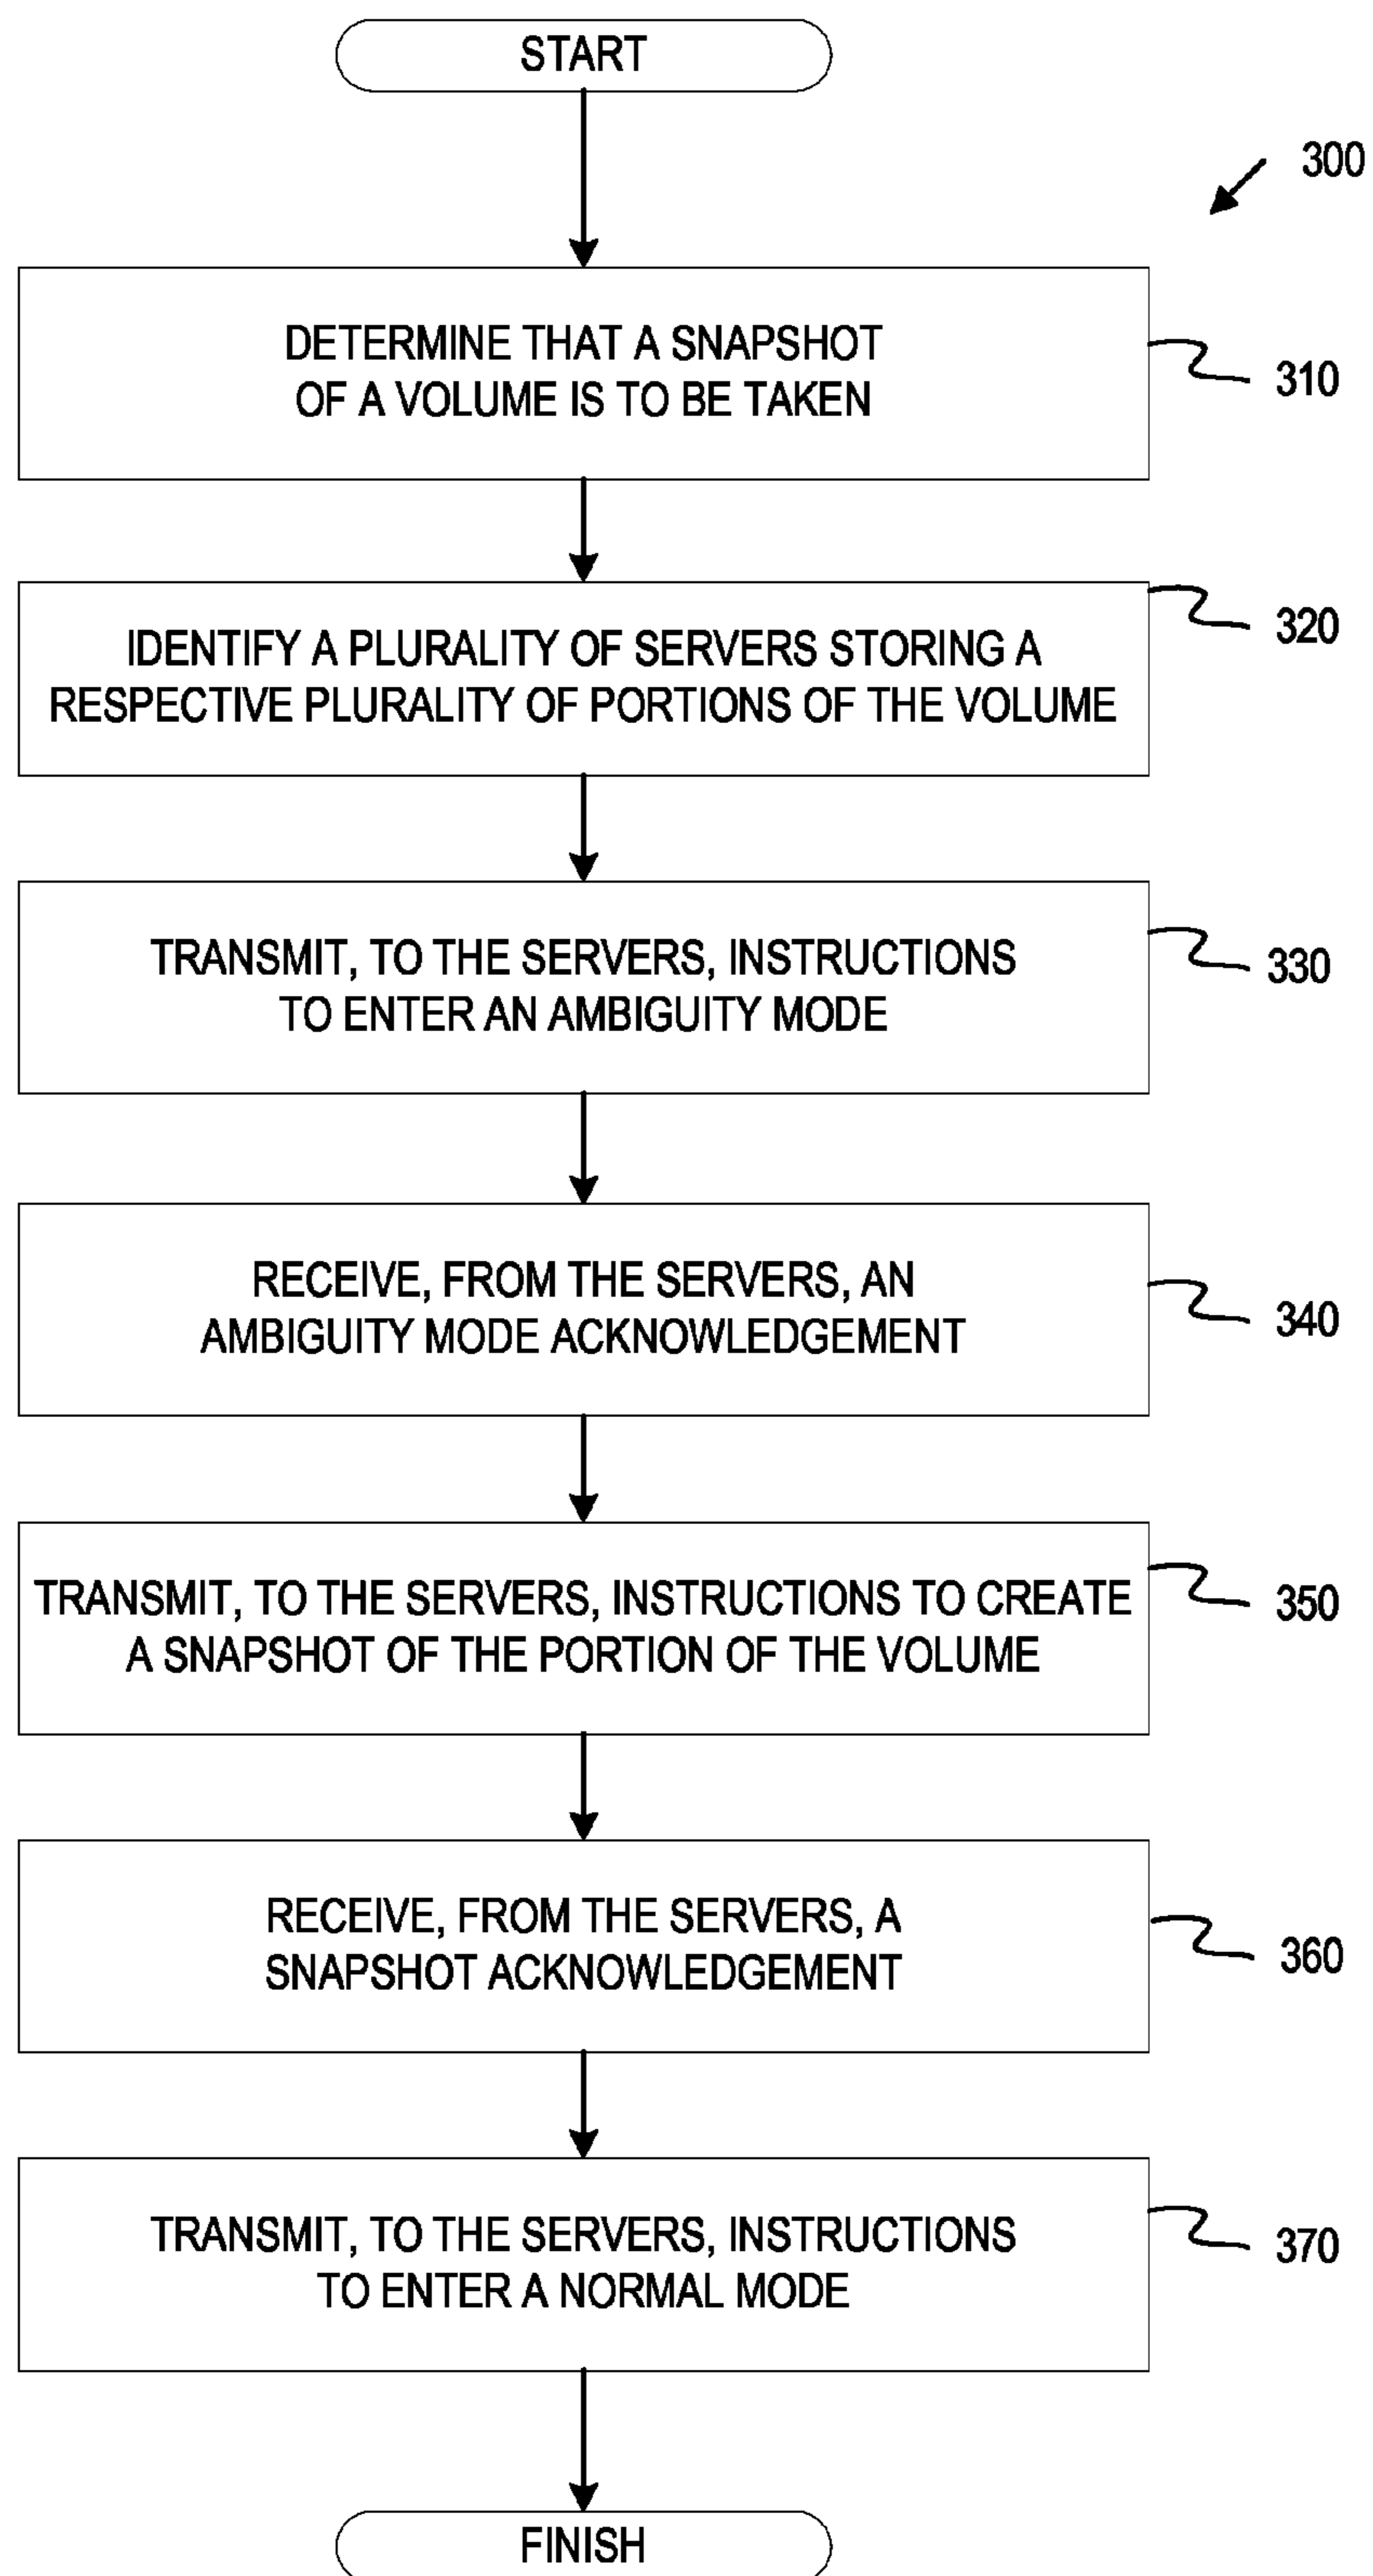 START
300
DETERMINE THAT A SNAPSHOT
OF A VOLUME IS TO BE TAKEN
310
IDENTIFY A PLURALITY OF SERVERS STORING A
RESPECTIVE PLURALITY OF PORTIONS OF THE VOLUME
320
TRANSMIT, TO THE SERVERS, INSTRUCTIONS
TO ENTER AN AMBIGUITY MODE
330
RECEIVE, FROM THE SERVERS, AN
AMBIGUITY MODE ACKNOWLEDGEMENT
340
TRANSMIT, TO THE SERVERS, INSTRUCTIONS TO CREATE
A SNAPSHOT OF THE PORTION OF THE VOLUME
350
RECEIVE, FROM THE SERVERS, A
SNAPSHOT ACKNOWLEDGEMENT
360
TRANSMIT, TO THE SERVERS, INSTRUCTIONS
TO ENTER A NORMAL MODE
370
FINISH